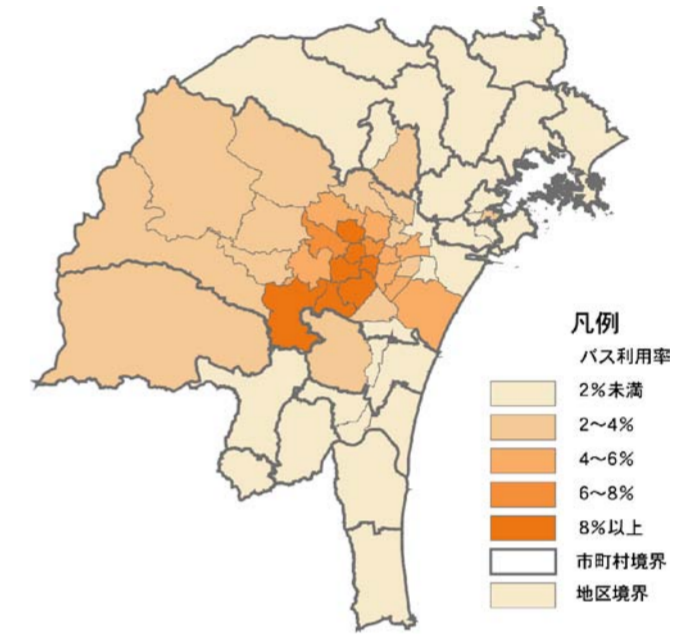 凡例
バス利用率
2%未満
2～4%
4～6%
6～8%
8%以上
市町村境界
地区境界